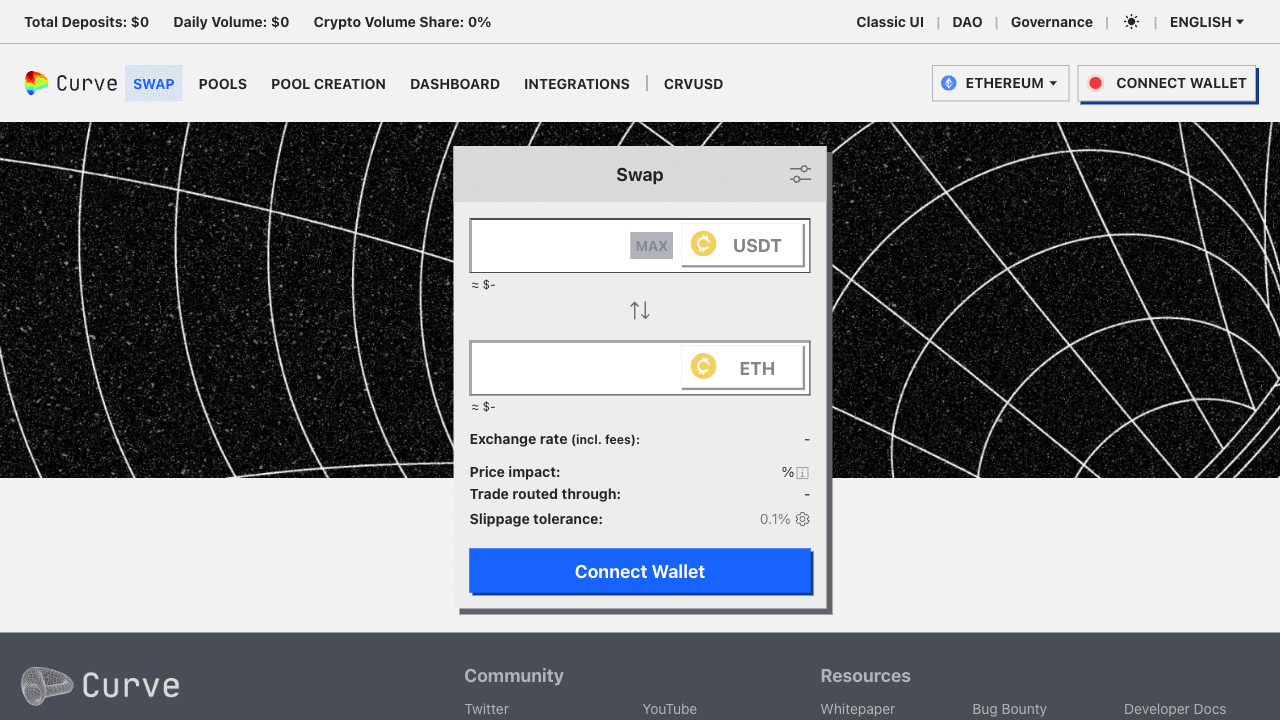 Total Deposits: $0 Daily Volume: $0 Crypto Volume Share: 0% Classic UI | DAO | Governance | | ENGLISH
Curve SWAP POOLS POOL CREATION DASHBOARD INTEGRATIONS | CRVUSD ETHEREUM CONNECT WALLET
Swap
MAX USDT
≈ $-
ETH
≈ $-
Exchange rate (incl. fees): -
Price impact: %
Trade routed through: -
Slippage tolerance: 0.1%
Connect Wallet
Curve Community Resources
Twitter YouTube Whitepaper Bug Bounty Developer Docs